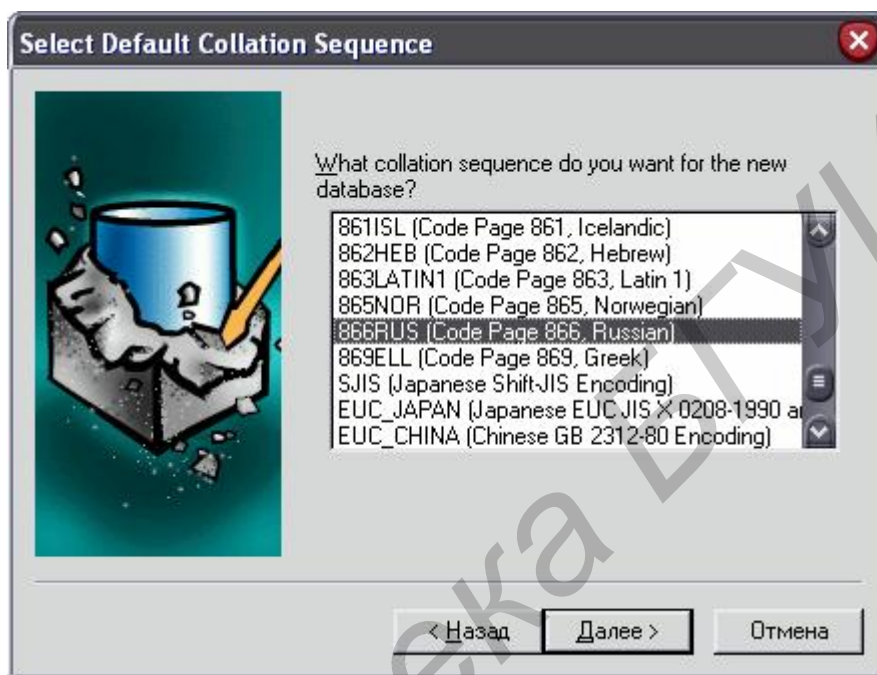 Select Default Collation Sequence
What collation sequence do you want for the new
database?
861ISL (Code Page 861, Icelandic)
862HEB (Code Page 862, Hebrew)
863LATIN1 (Code Page 863, Latin 1)
865NOR (Code Page 865, Norwegian)
866RUS (Code Page 866, Russian)
869ELL (Code Page 869, Greek)
SJIS (Japanese Shift-JIS Encoding)
EUC_JAPAN (Japanese EUC JIS X 0208-1990 a
EUC_CHINA (Chinese GB 2312-80 Encoding)
< Назад Далее > Отмена